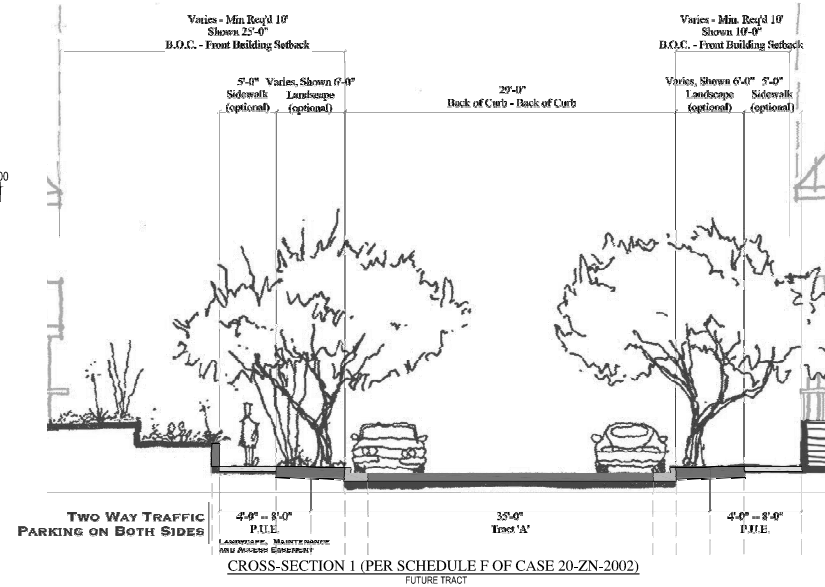 Varies - Min Req'd 10'
Shown 25'-0"
B.O.C. - Front Building Setback
Varies - Min. Req'd 10'
Shown 10'-0"
B.O.C. - Front Building Setback
5'-0"
Sidewalk
(optional)
Varies, Shown 6'-0"
Landscape
(optional)
29'-0"
Back of Curb - Back of Curb
Varies, Shown 6'-0"
Landscape
(optional)
5'-0"
Sidewalk
(optional)
00
TWO WAY TRAFFIC
PARKING ON BOTH SIDES
4'-0" - 8'-0"
P.U.E.
LANDSCAPE, MAINTENANCE
AND ACCESS EASEMENT
35'-0"
Tract 'A'
4'-0" - 8'-0"
P.U.E.
CROSS-SECTION 1 (PER SCHEDULE F OF CASE 20-ZN-2002)
FUTURE TRACT